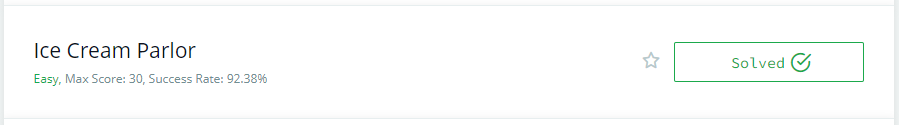 Ice Cream Parlor
Easy, Max Score: 30, Success Rate: 92.38%
Solved